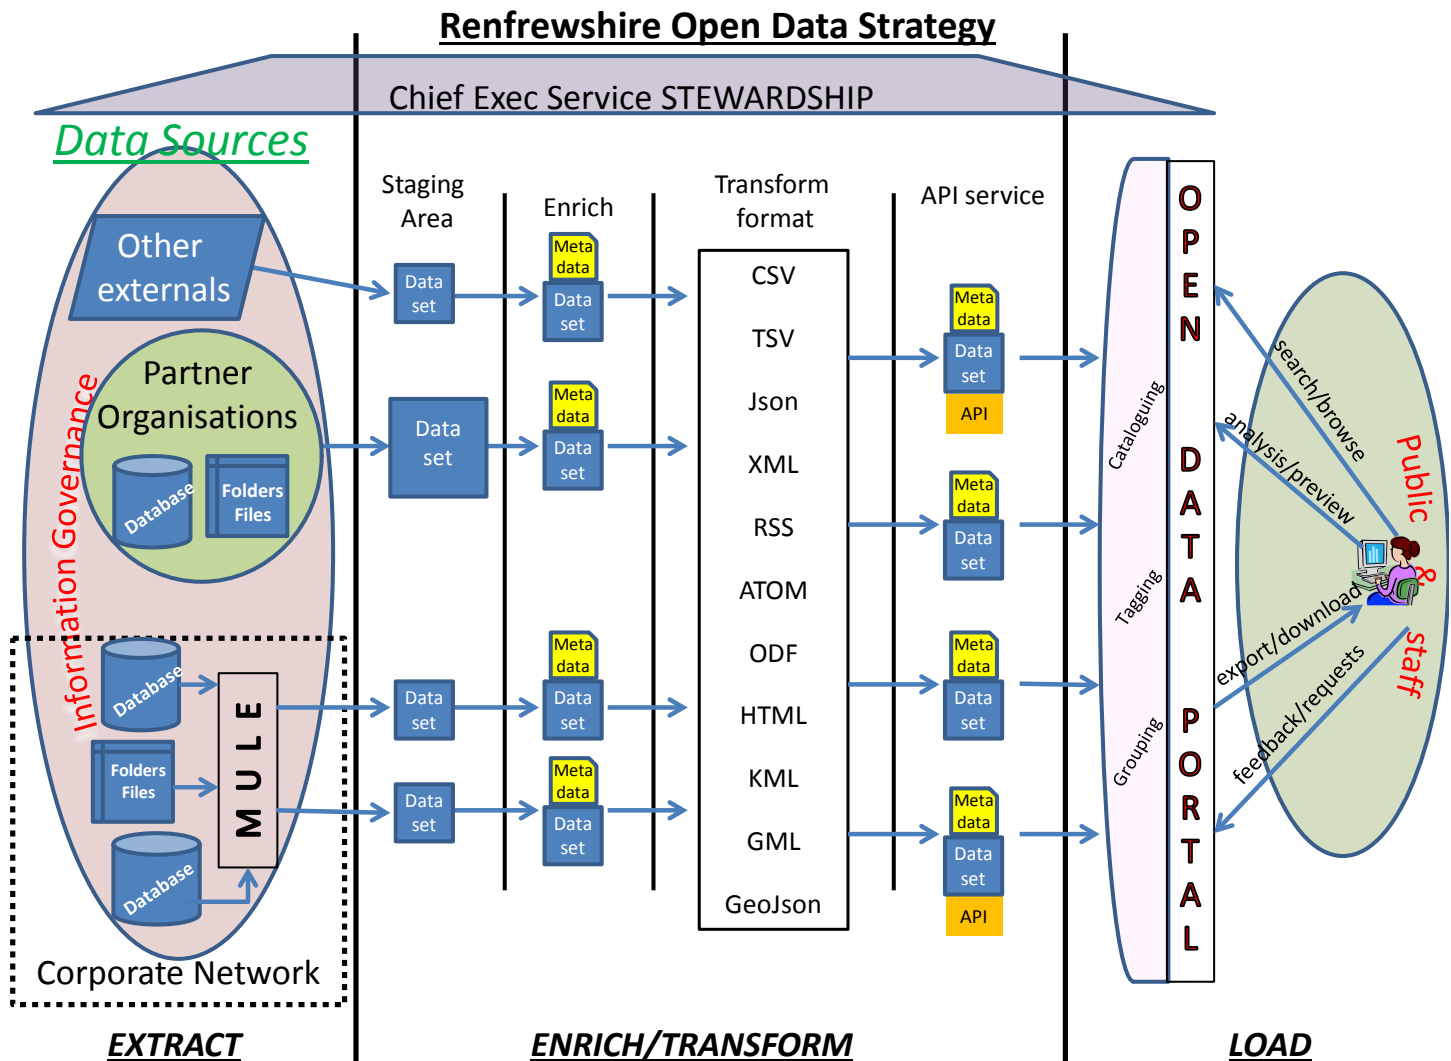 Renfrewshire Open Data Strategy
Chief Exec Service STEWARDSHIP
Data Sources
Other
externals
Partner
Organisations
Database
Folders
Files
Information Governance
Database
Folders
Files
Database
MULE
Corporate Network
EXTRACT
Staging
Area
Data
set
Data
set
Data
set
Data
set
Enrich
Meta
data
Data
set
Meta
data
Data
set
Meta
data
Data
set
Meta
data
Data
set
Transform
format
CSV
TSV
Json
XML
RSS
ATOM
ODF
HTML
KML
GML
GeoJson
API service
Meta
data
Data
set
API
Meta
data
Data
set
Meta
data
Data
set
Meta
data
Data
set
API
ENRICH/TRANSFORM
Cataloguing
Tagging
Grouping
OPEN DATA PORTAL
search/browse
analysis/preview
export/download
feedback/requests
Public & staff
LOAD